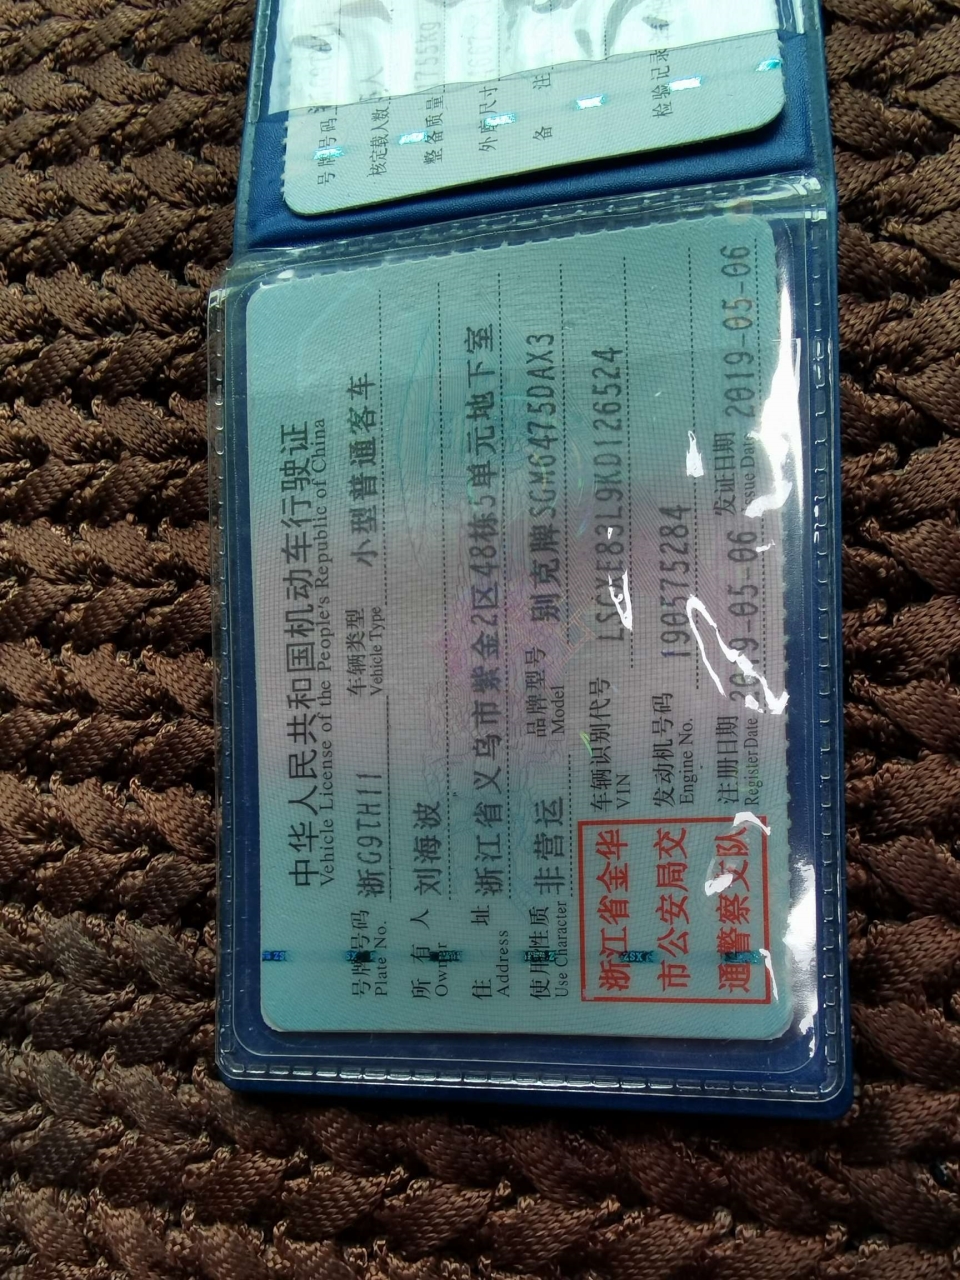 中华人民共和国机动车行驶证
Vehicle License of the People's Republic of China
号牌号码 浙G9TH11 车辆类型 小型普通客车
Plate No. Vehicle Type
所有人 刘海波
Owner
住址 浙江省义乌市紫金2区48栋5单元地下室
Address
使用性质 非营运 品牌型号 别克牌SGM6475DAX3
Use Character Model
浙江省金华
市公安局交
通警察支队
车辆识别代号 LSGXE83L9KD126524
VIN
发动机号码 190575284
Engine No.
注册日期 2019-05-06 发证日期 2019-05-06
Register Date Issue Date
号牌号码
核定载人数
整备质量
外廓尺寸
备注
检验记录